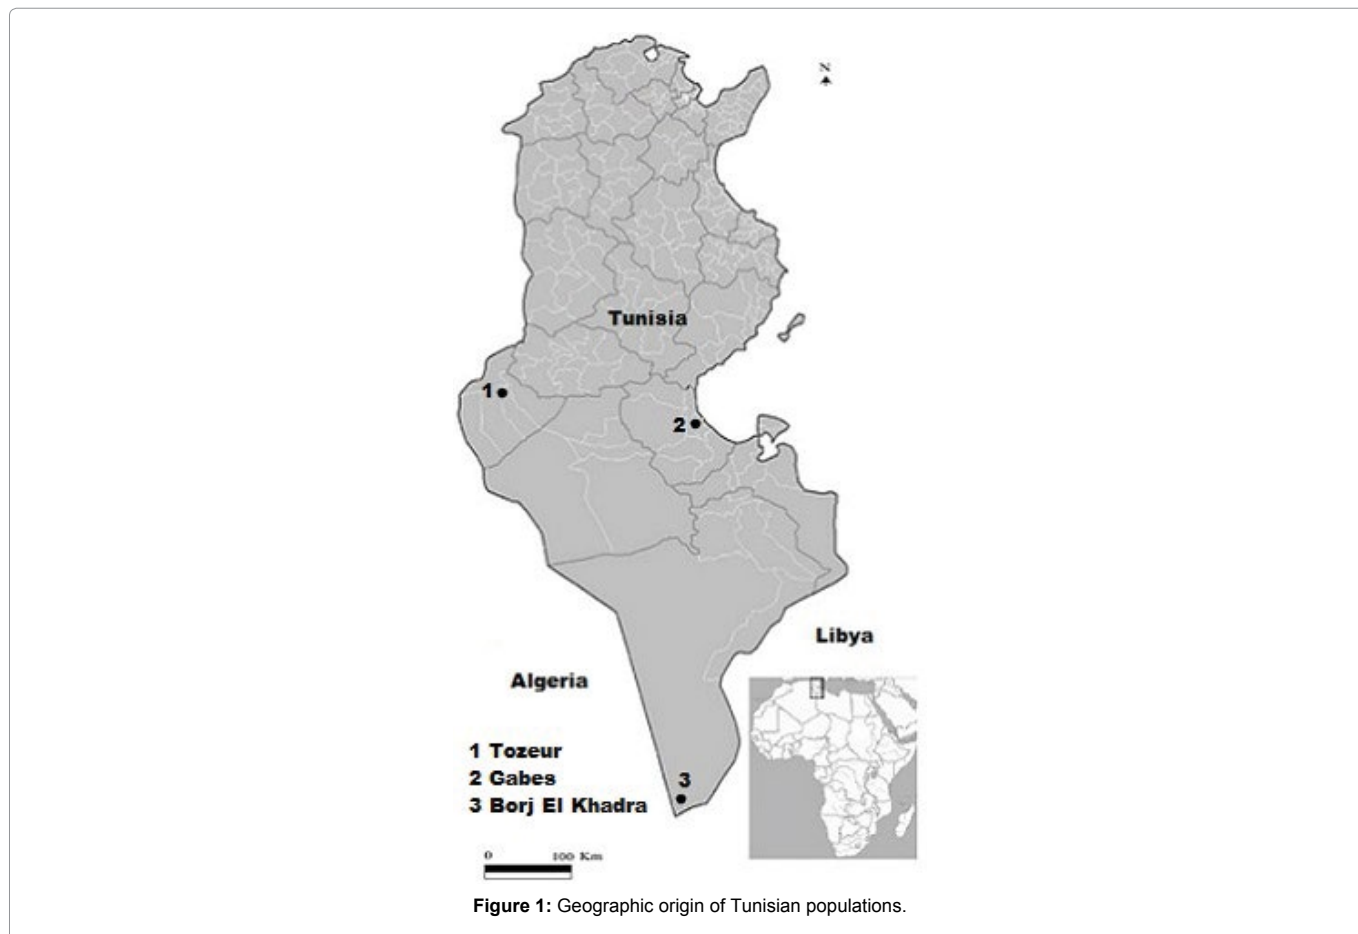 N
Tunisia
1
2
Libya
Algeria
1 Tozeur
2 Gabes
3 Borj El Khadra
3
0 100 Km
Figure 1: Geographic origin of Tunisian populations.